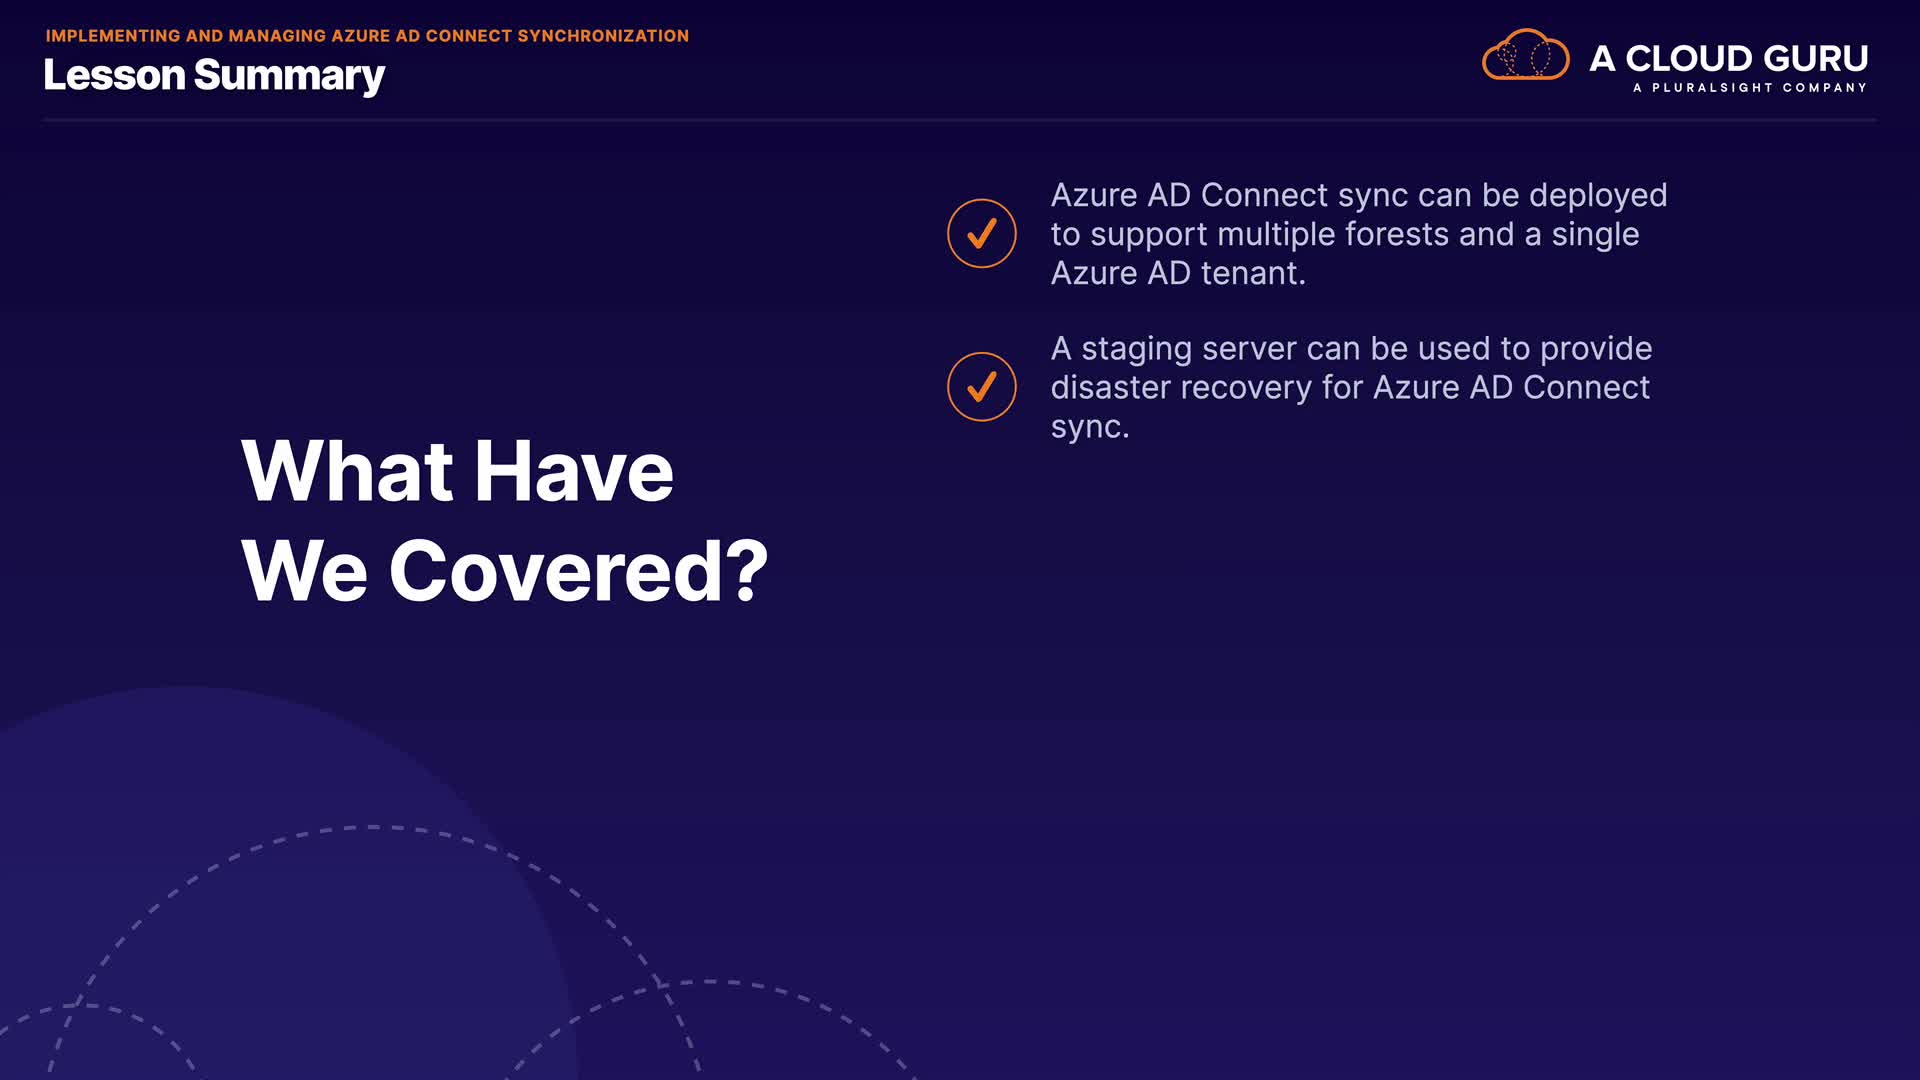 IMPLEMENTING AND MANAGING AZURE AD CONNECT SYNCHRONIZATION
Lesson Summary
A CLOUD GURU
A PLURALSIGHT COMPANY
What Have
We Covered?
Azure AD Connect sync can be deployed
to support multiple forests and a single
Azure AD tenant.
A staging server can be used to provide
disaster recovery for Azure AD Connect
sync.